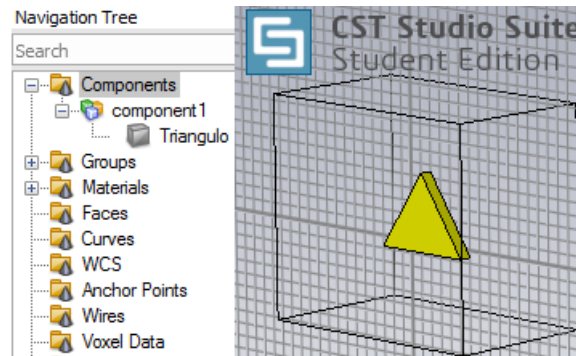 Navigation Tree
Search
Components
component1
Triangulo
Groups
Materials
Faces
Curves
WCS
Anchor Points
Wires
Voxel Data
CST Studio Suite
Student Edition